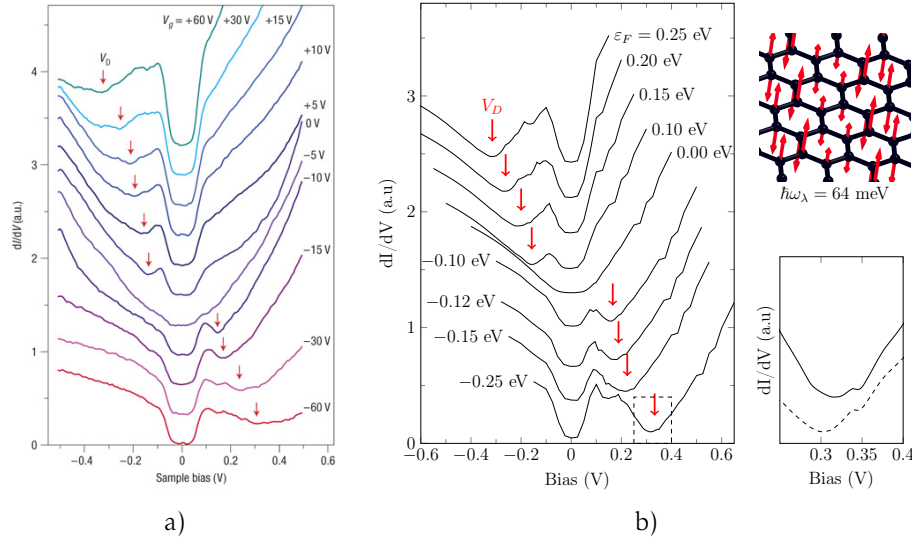 V_g = +60 V
+30 V
+15 V
+10 V
+5 V
0 V
−5 V
−10 V
−15 V
−30 V
−60 V
V_D
4
3
2
1
0
dI/dV (a.u.)
−0.4
−0.2
0
0.2
0.4
Sample bias (V)
a)
ε_F = 0.25 eV
0.20 eV
0.15 eV
0.10 eV
0.00 eV
−0.10 eV
−0.12 eV
−0.15 eV
−0.25 eV
V_D
3
2
1
0
dI/dV (a.u)
−0.6
−0.4
−0.2
0
0.2
0.4
0.6
Bias (V)
b)
ℏω_λ = 64 meV
dI/dV (a.u)
0.3
0.35
0.4
Bias (V)